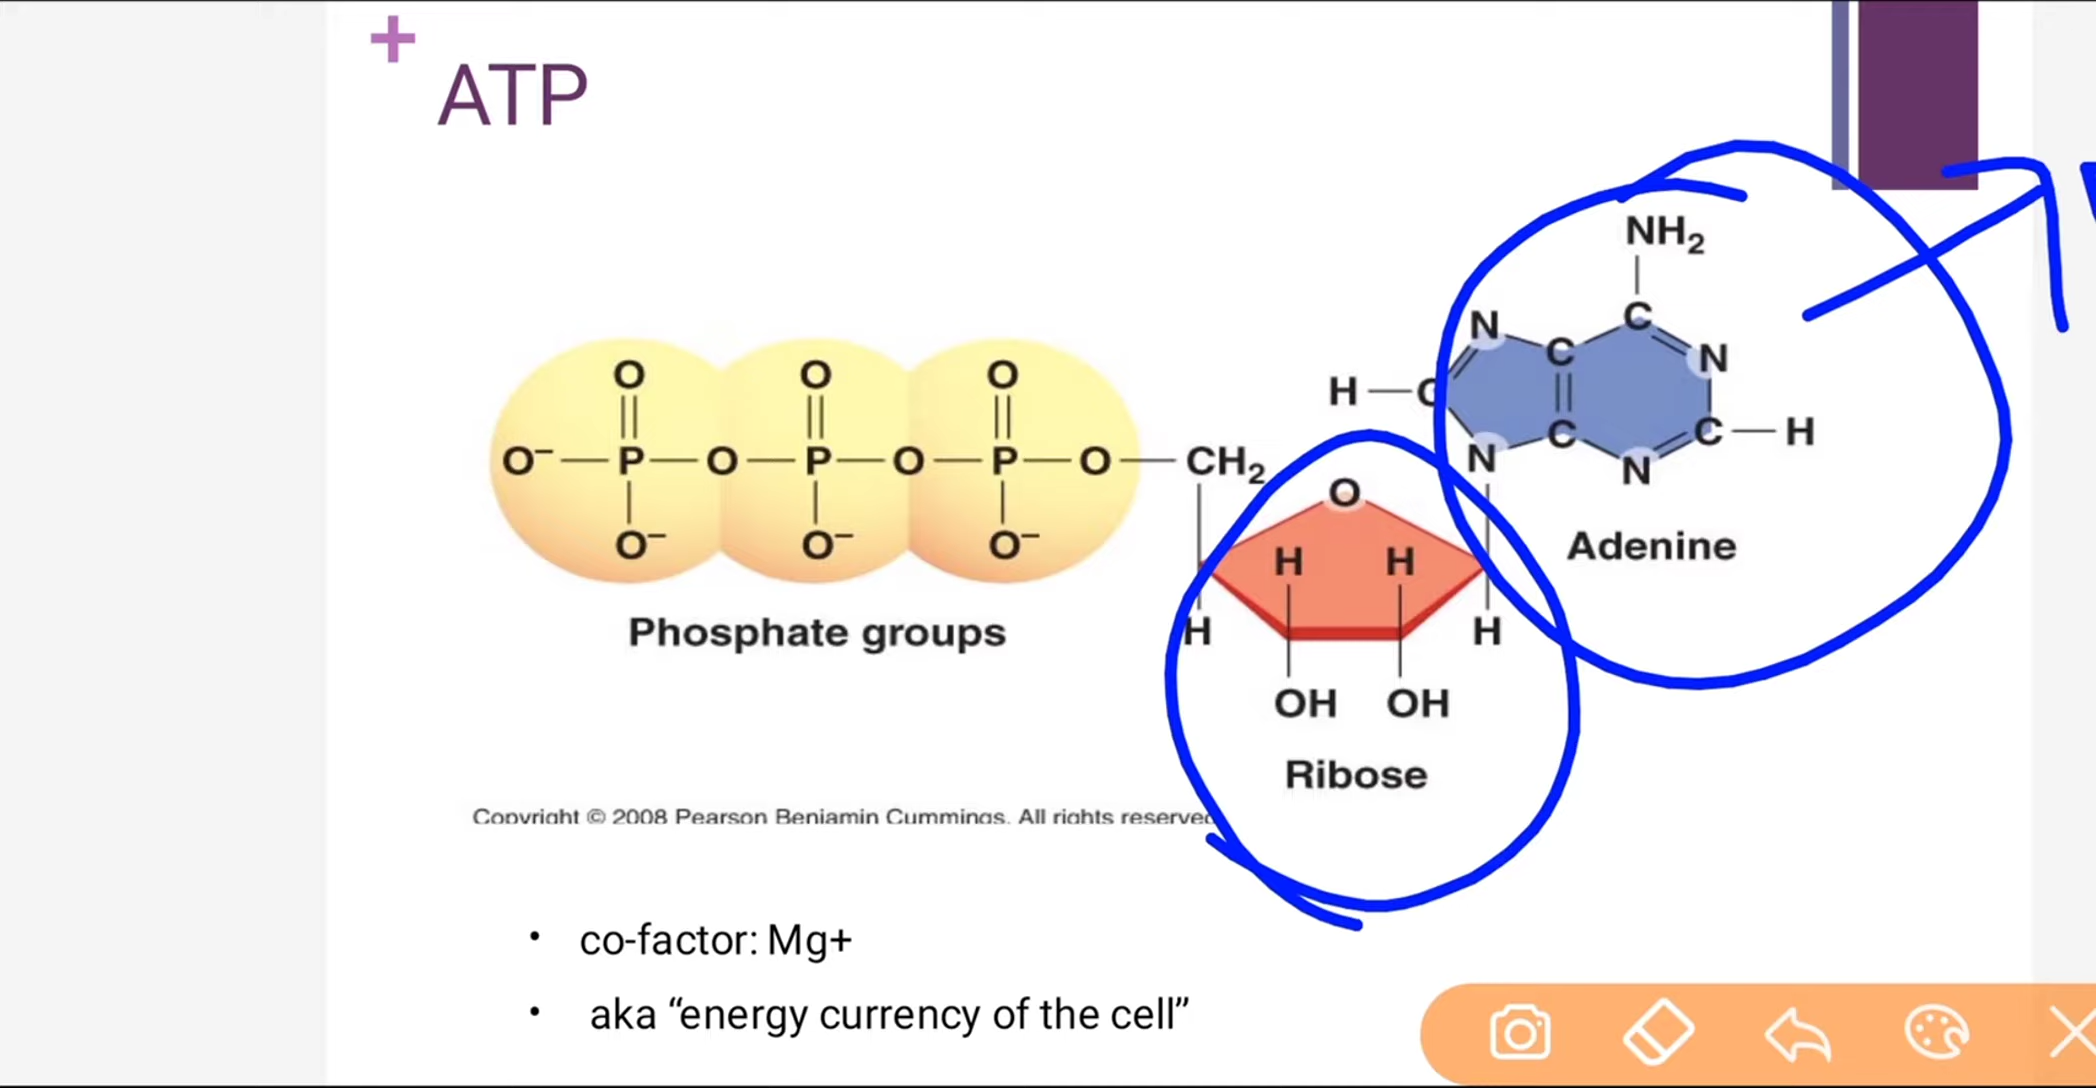 +
ATP
NH₂
N C N
H—C C
O O O
O⁻—P—O—P—O—P—O—CH₂ N C N C—H
O⁻ O⁻ O⁻ O
Adenine
H H
Phosphate groups H H
OH OH
Ribose
Copyright © 2008 Pearson Benjamin Cummings. All rights reserved
• co-factor: Mg+
• aka “energy currency of the cell”